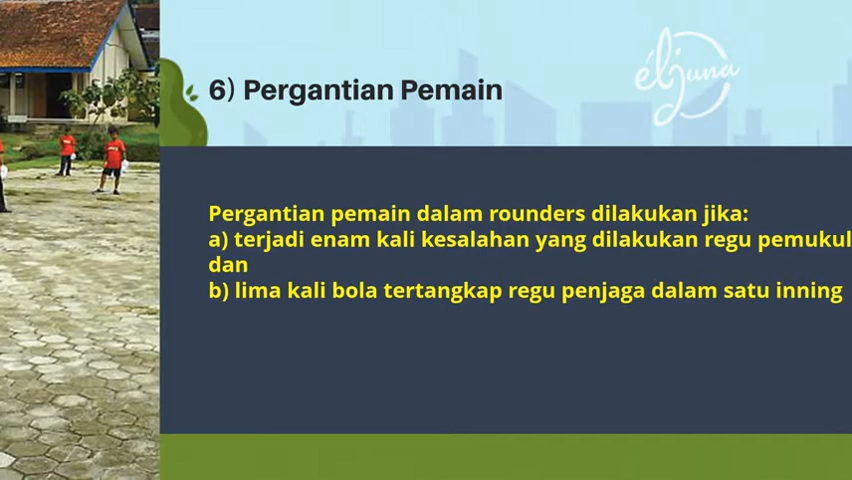 6) Pergantian Pemain
éljuna
Pergantian pemain dalam rounders dilakukan jika:
a) terjadi enam kali kesalahan yang dilakukan regu pemukul
dan
b) lima kali bola tertangkap regu penjaga dalam satu inning